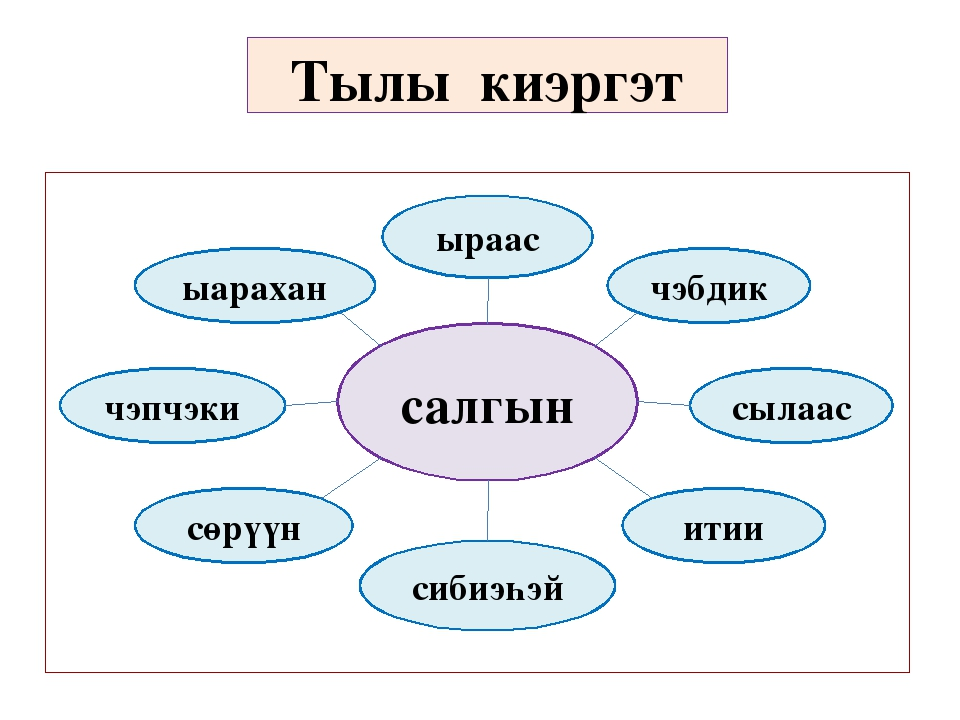 Тылы киэргэт
ыраас
ыарахан
чэбдик
чэпчэки
салгын
сылаас
сөрүүн
итии
сибиэһэй